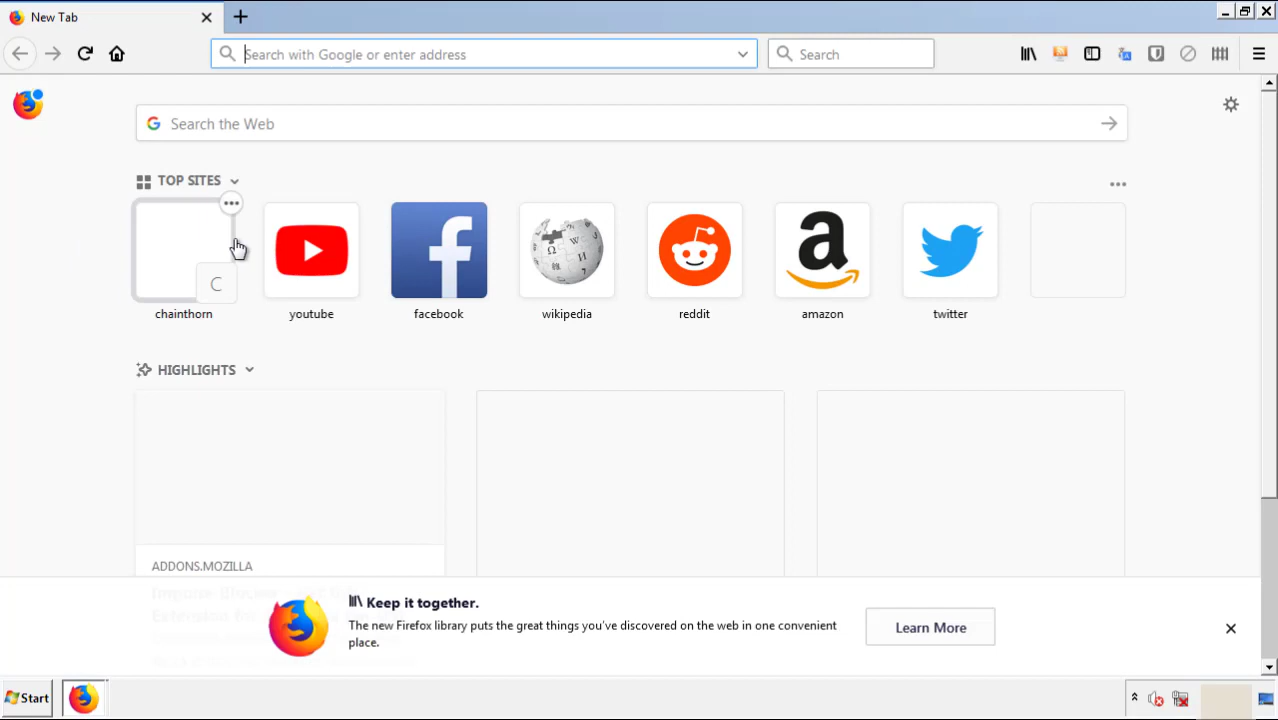 New Tab
Search with Google or enter address
Search
Search the Web
TOP SITES
C
chainthorn
youtube
facebook
wikipedia
reddit
amazon
twitter
HIGHLIGHTS
ADDONS.MOZILLA
Keep it together.
The new Firefox library puts the great things you've discovered on the web in one convenient
place.
Learn More
Start